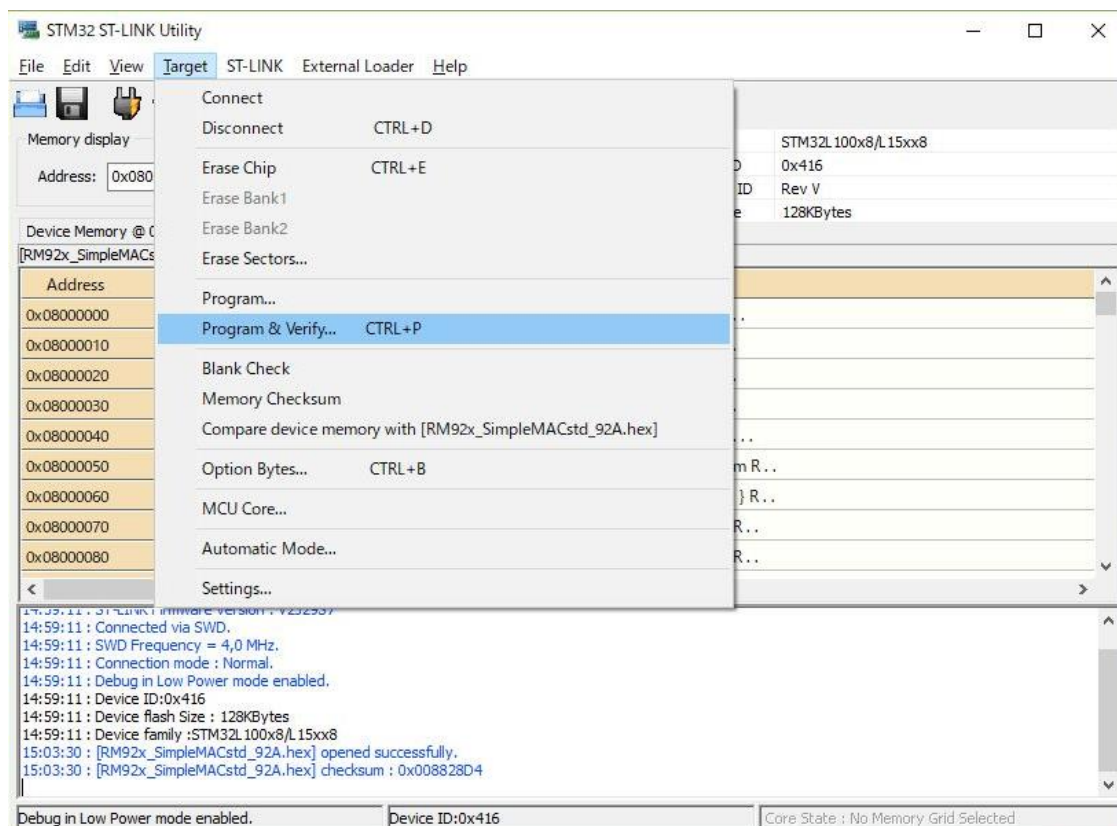 STM32 ST-LINK Utility
File Edit View Target ST-LINK External Loader Help
Connect
Disconnect CTRL+D
Erase Chip CTRL+E
Erase Bank1
Erase Bank2
Erase Sectors...
Program...
Program & Verify... CTRL+P
Blank Check
Memory Checksum
Compare device memory with [RM92x_SimpleMACstd_92A.hex]
Option Bytes... CTRL+B
MCU Core...
Automatic Mode...
Settings...
Memory display
Address: 0x080
STM32L100x8/L15xx8
0x416
ID Rev V
128KBytes
Device Memory @
[RM92x_SimpleMACs
Address
0x08000000
0x08000010
0x08000020
0x08000030
0x08000040
0x08000050
m R . .
0x08000060
} R . .
0x08000070
R . .
0x08000080
R . .
14:59:11 : Connected via SWD.
14:59:11 : SWD Frequency = 4,0 MHz.
14:59:11 : Connection mode : Normal.
14:59:11 : Debug in Low Power mode enabled.
14:59:11 : Device ID:0x416
14:59:11 : Device flash Size : 128KBytes
14:59:11 : Device family :STM32L100x8/L15xx8
15:03:30 : [RM92x_SimpleMACstd_92A.hex] opened successfully.
15:03:30 : [RM92x_SimpleMACstd_92A.hex] checksum : 0x008828D4
Debug in Low Power mode enabled.
Device ID:0x416
Core State : No Memory Grid Selected